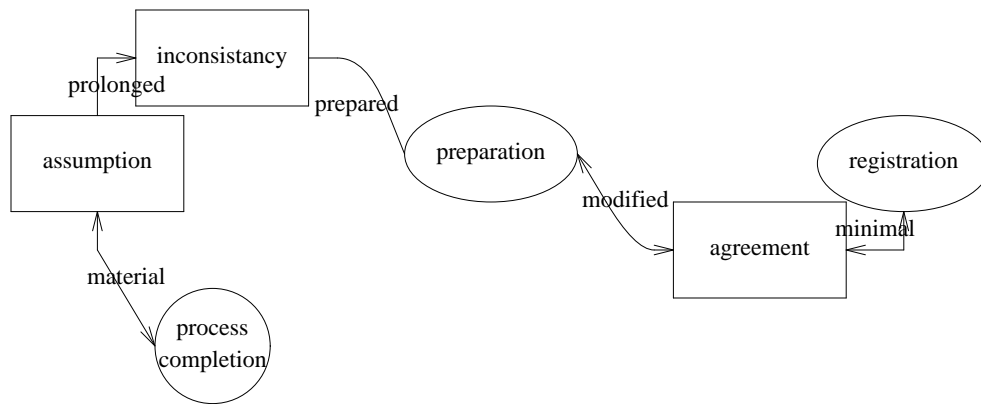 inconsistancy
prolonged
prepared
assumption
preparation
registration
modified
minimal
agreement
material
process
completion